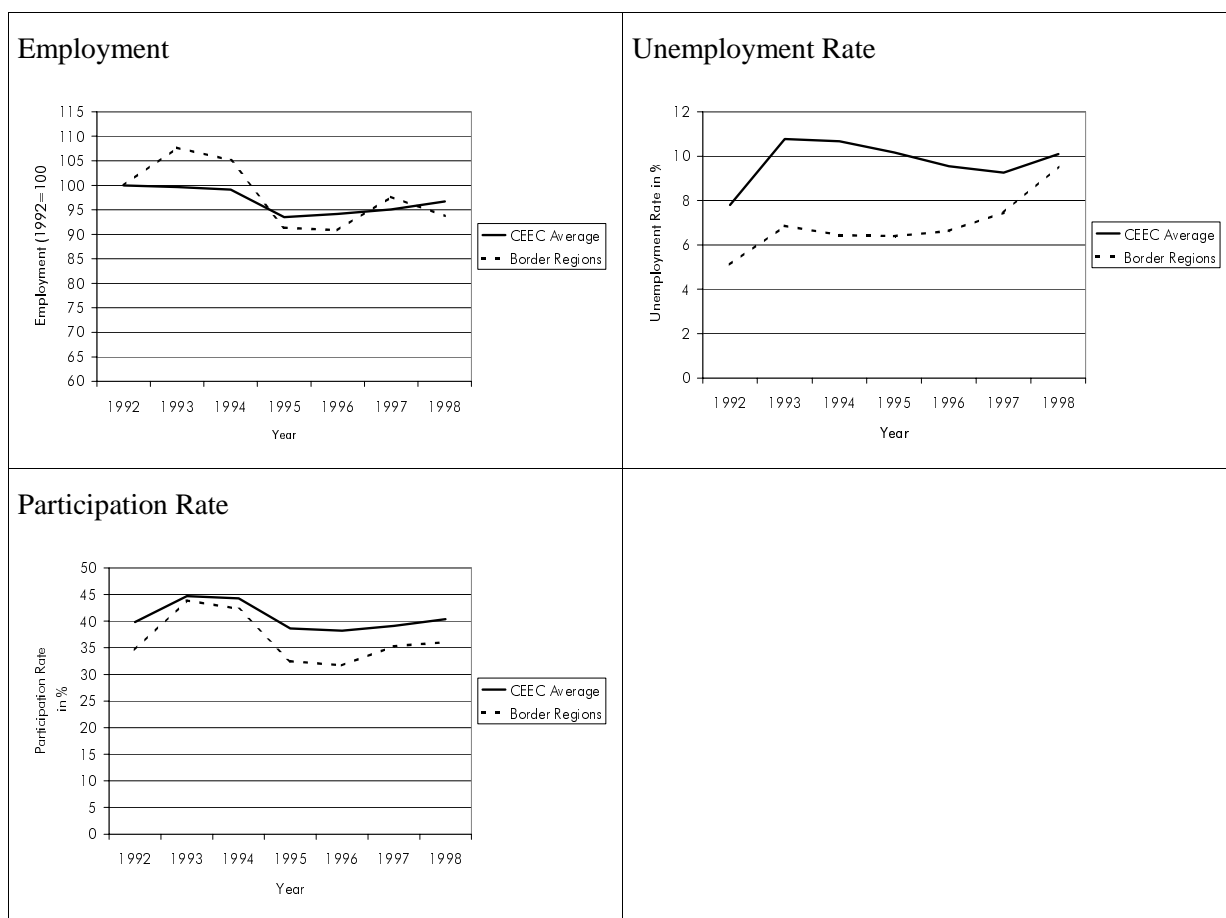 Employment
115
110
105
100
95
90
85
80
75
70
65
60
Employment (1992=100
1992 1993 1994 1995 1996 1997 1998
Year
CEEC Average
Border Regions
Unemployment Rate
12
10
8
6
4
2
0
Unemployment Rate in %
1992 1993 1994 1995 1996 1997 1998
Year
CEEC Average
Border Regions
Participation Rate
50
45
40
35
30
25
20
15
10
5
0
Participation Rate
in %
1992 1993 1994 1995 1996 1997 1998
Year
CEEC Average
Border Regions